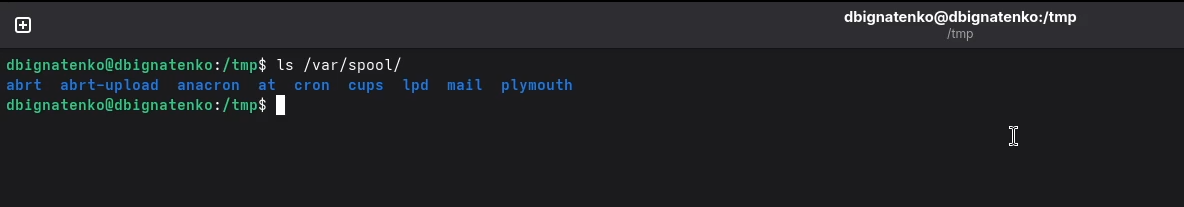 dbignatenko@dbignatenko:/tmp
/tmp
dbignatenko@dbignatenko:/tmp$ ls /var/spool/
abrt  abrt-upload  anacron  at  cron  cups  lpd  mail  plymouth
dbignatenko@dbignatenko:/tmp$